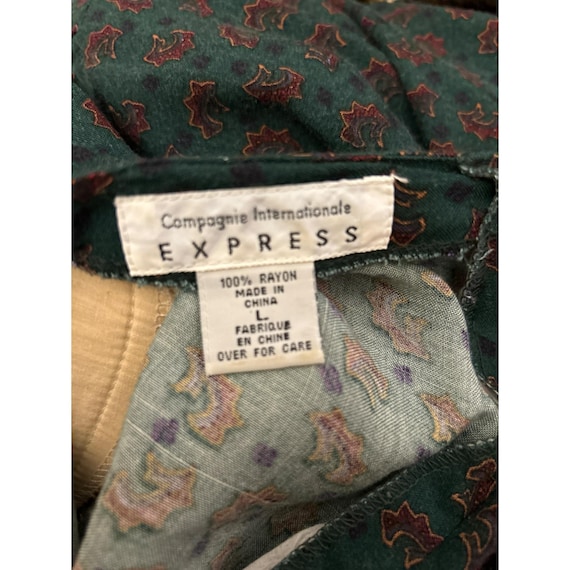 Compagnie Internationale
EXPRESS
100% RAYON
MADE IN
CHINA
L
FABRIQUE
EN CHINE
OVER FOR CARE